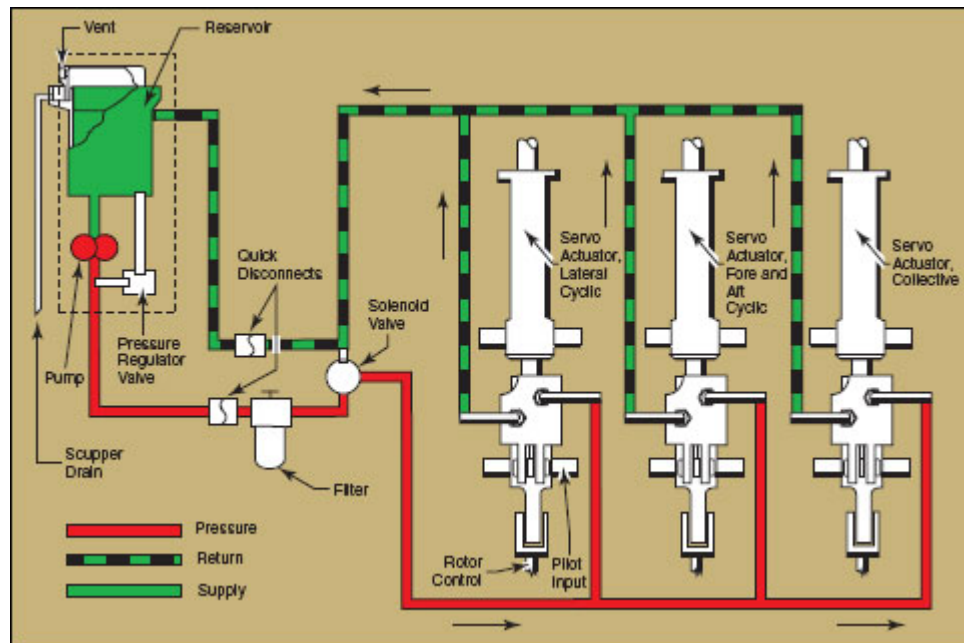 Vent
Reservoir
Quick
Disconnects
Solenoid
Valve
Servo
Actuator,
Lateral
Cyclic
Servo
Actuator,
Fore and
Aft
Cyclic
Servo
Actuator,
Collective
Pressure
Regulator
Valve
Pump
Scupper
Drain
Filter
Pressure
Return
Supply
Rotor
Control
Pilot
Input